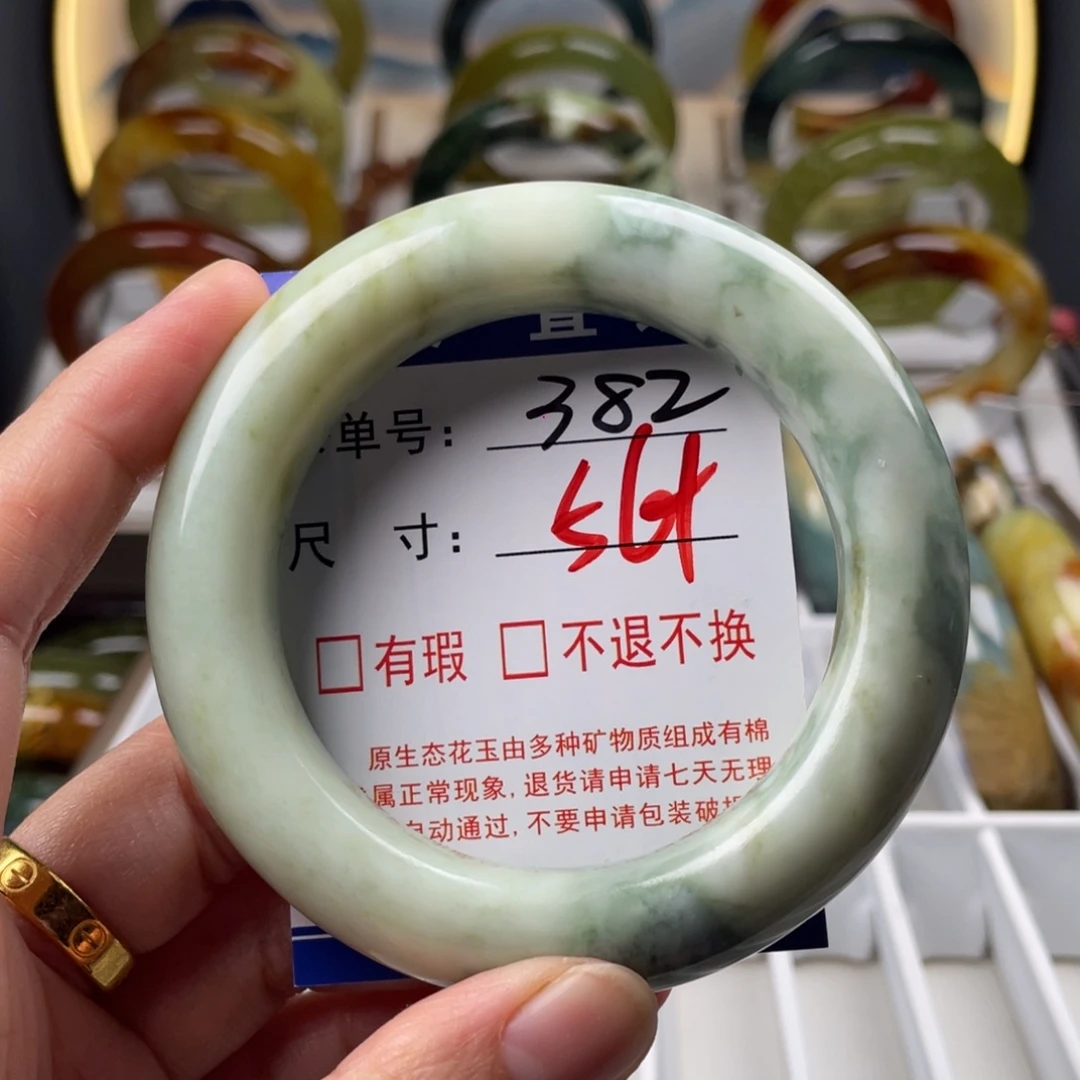 单号： 382
尺 寸： 56+
□有瑕 □不退不换
原生态花玉由多种矿物质组成有棉
属正常现象，退货请申请七天无理
自动通过，不要申请包装破损